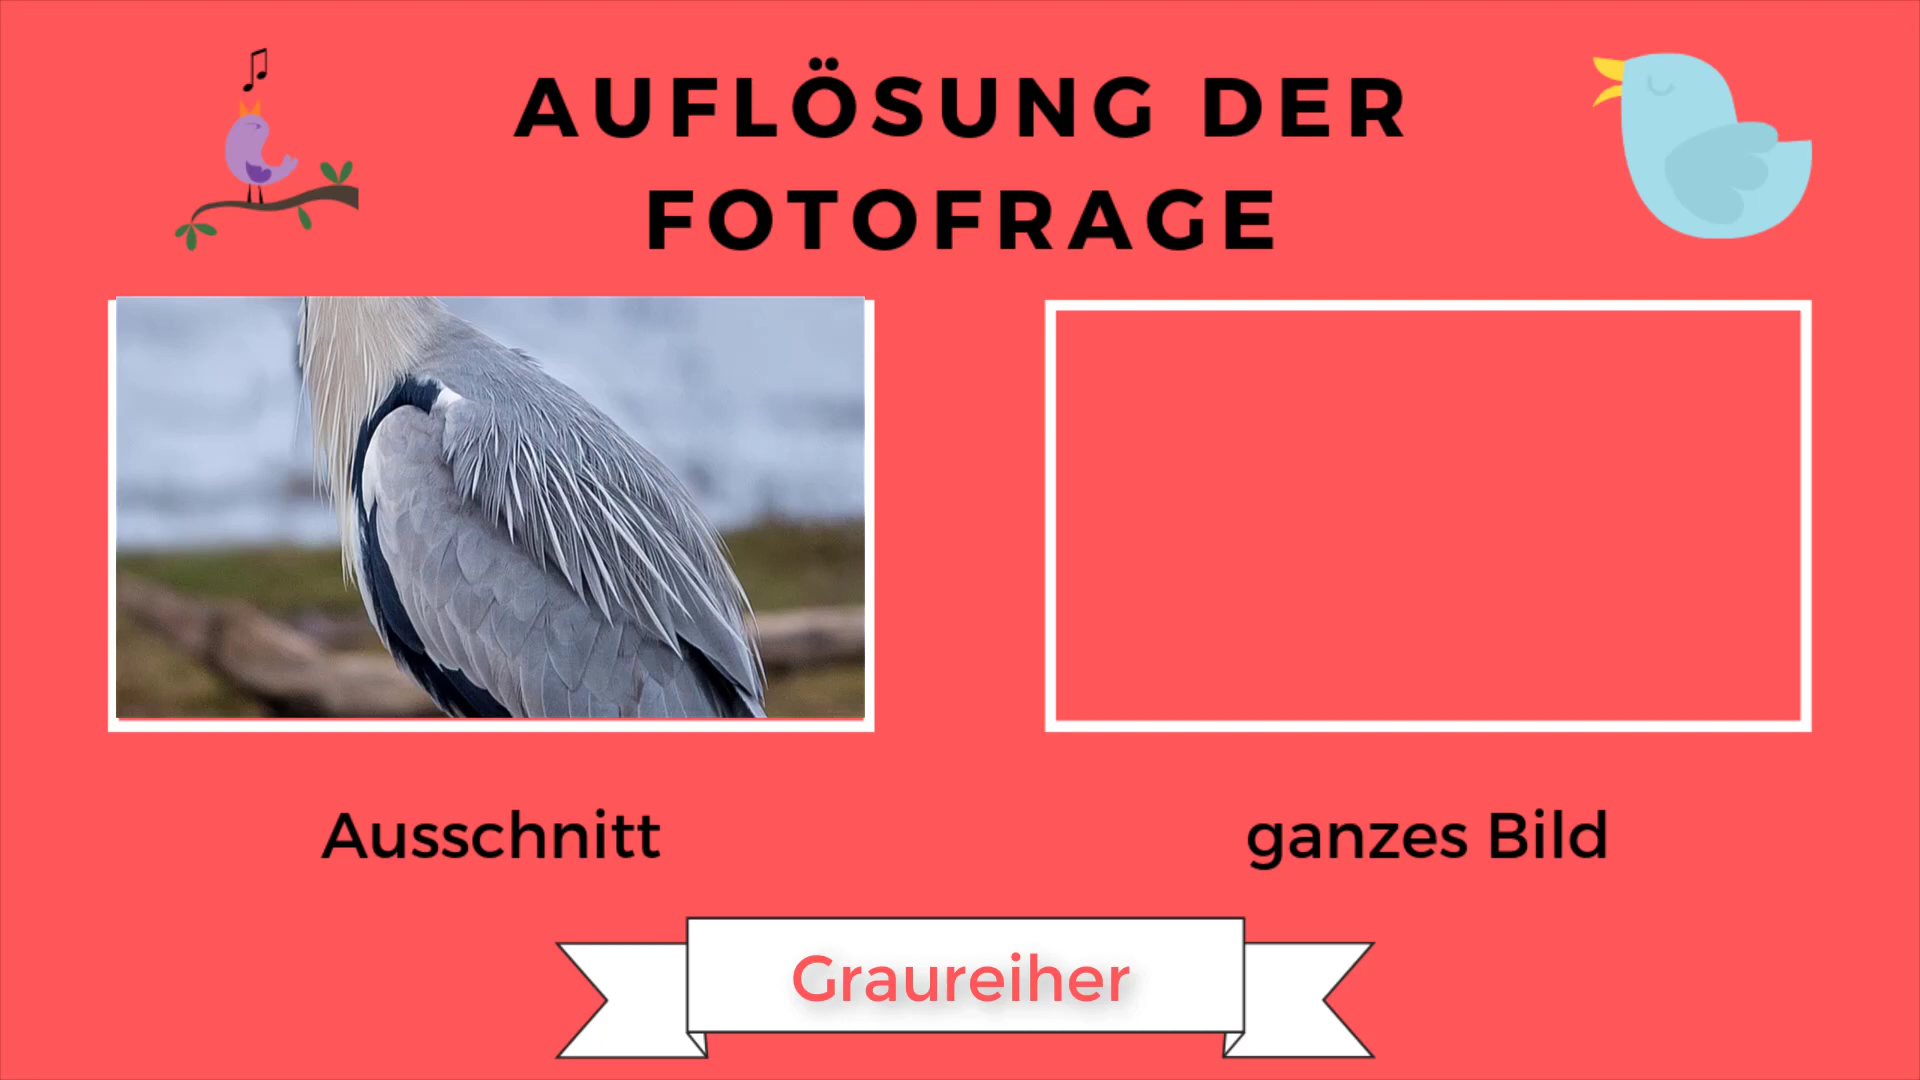 AUFLÖSUNG DER
FOTOFRAGE
Ausschnitt
ganzes Bild
Graureiher